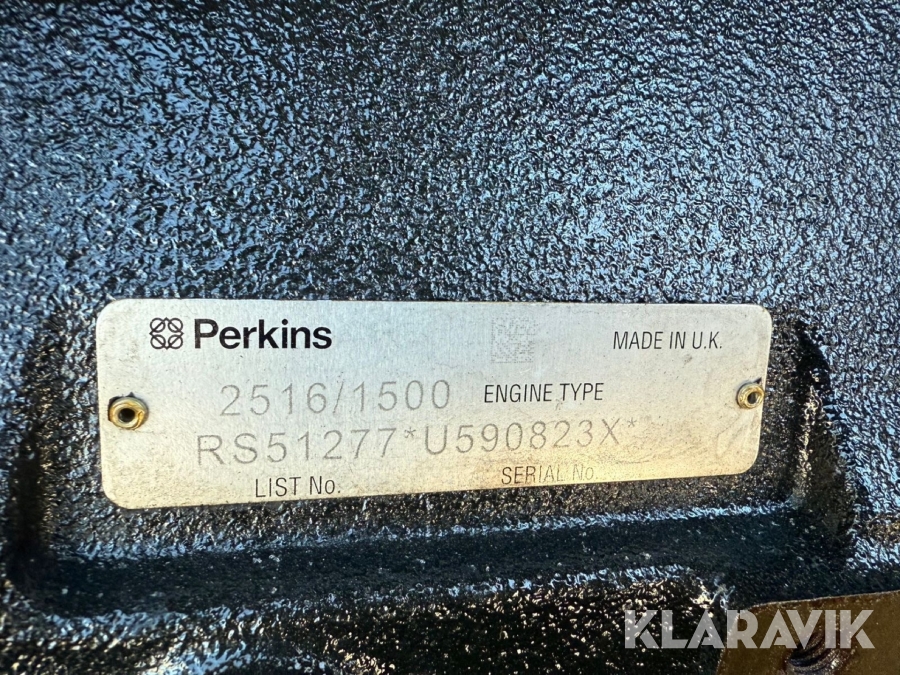 Perkins MADE IN U.K.
2516/1500 ENGINE TYPE
RS51277*U590823X*
LIST No. SERIAL No.
KLARAVIK